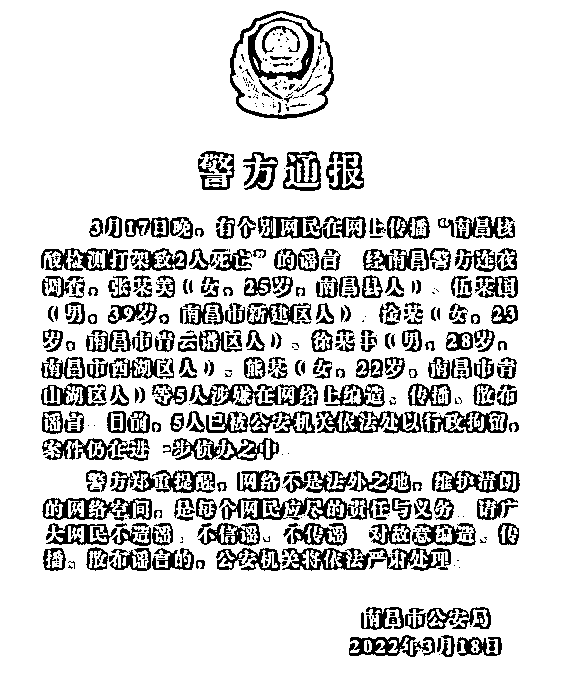 警方通报
3月17日晚，有个别网民在网上传播“南昌核
酸检测打架致2人死亡”的谣言。经南昌警方连夜
调查，张某英（女，25岁，南昌县人）、伍某
（男，39岁，南昌市新建区人）、徐某（女，23
岁，南昌市青云谱区人）、徐某丰（男，28岁，
南昌市西湖区人）、熊某（女，22岁，南昌市青
山湖区人）等5人涉嫌在网络上编造、传播、散布
谣言。目前，5人已被公安机关依法处以行政拘留，
案件仍在进一步侦办之中。
警方郑重提醒，网络不是法外之地，维护清朗
的网络空间，是每个网民应尽的责任与义务。请广
大网民不造谣、不信谣、不传谣。对故意编造、传
播、散布谣言的，公安机关将依法严肃处理。
南昌市公安局
2022年3月18日